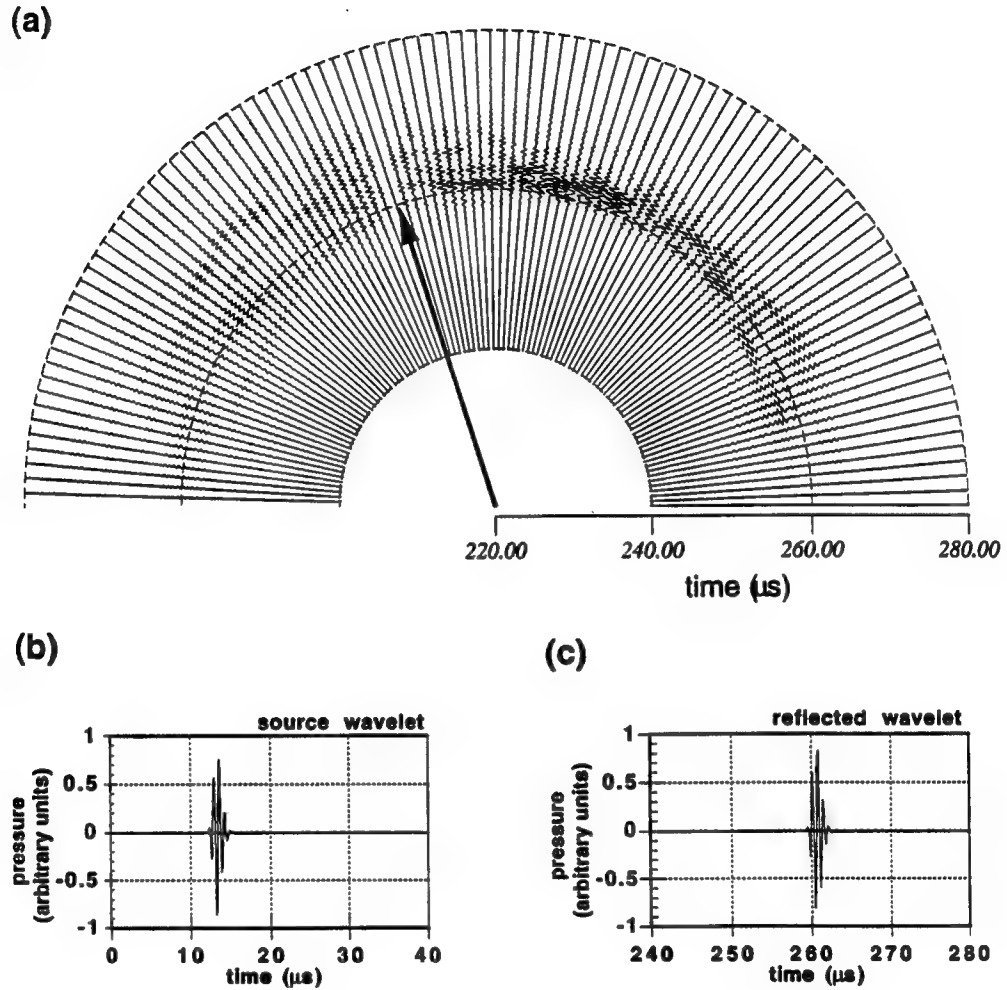 (a)
220.00 240.00 260.00 280.00
time (µs)
(b)
source wavelet
pressure
(arbitrary units)
1
0.5
0
-0.5
-1
0 10 20 30 40
time (µs)
(c)
reflected wavelet
pressure
(arbitrary units)
1
0.5
0
-0.5
-1
240 250 260 270 280
time (µs)